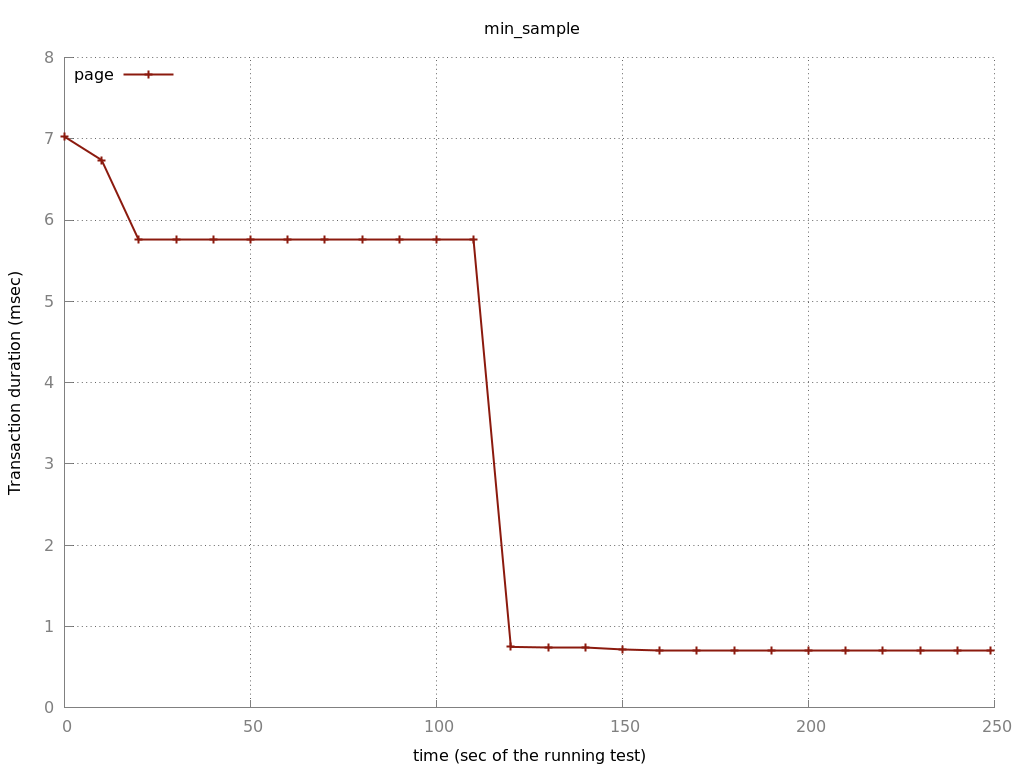 min_sample
8
page
7
6
5
4
3
2
1
0
0 50 100 150 200 250
Transaction duration (msec)
time (sec of the running test)